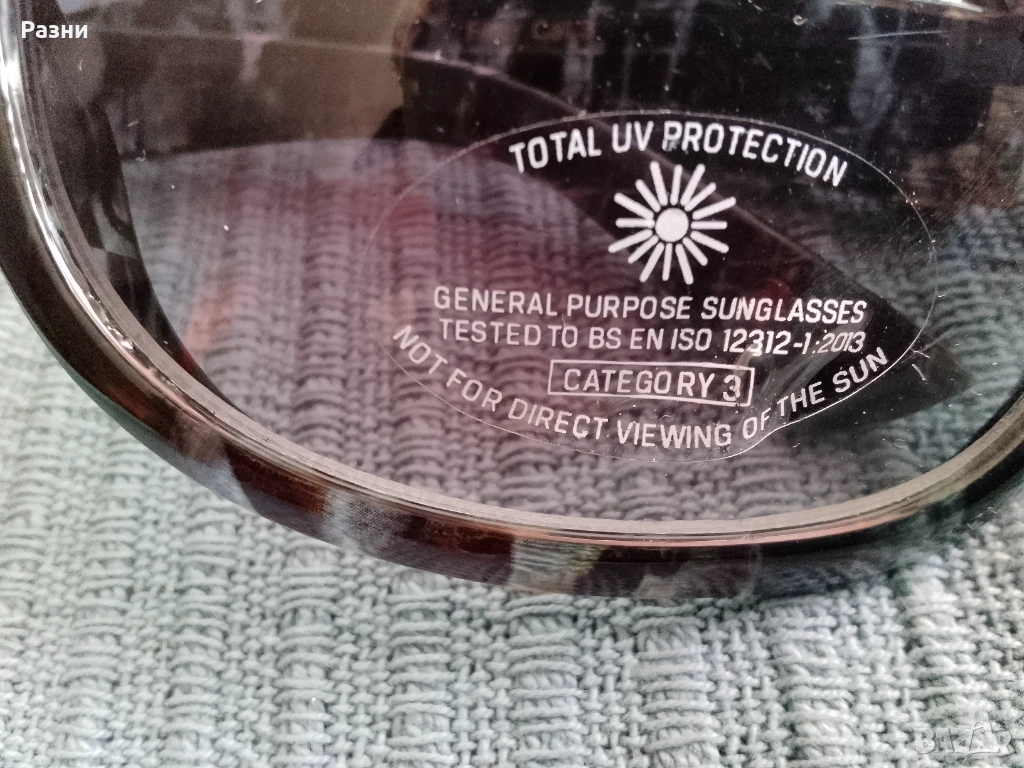 Разни
TOTAL UV PROTECTION
GENERAL PURPOSE SUNGLASSES
TESTED TO BS EN ISO 12312-1:2013
CATEGORY 3
NOT FOR DIRECT VIEWING OF THE SUN